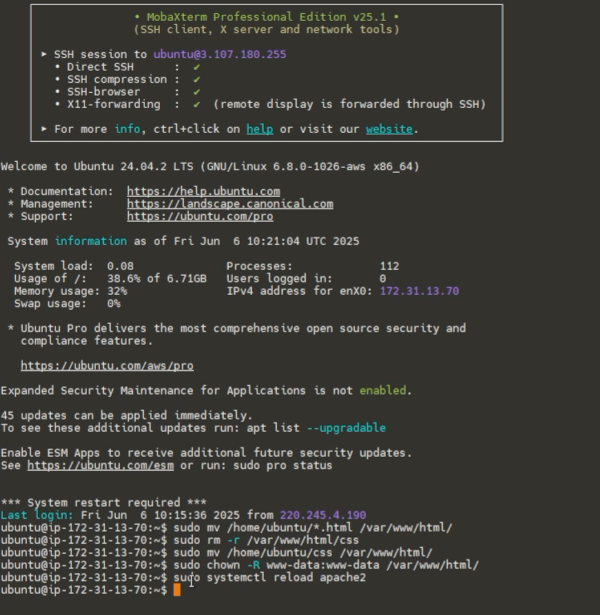 • MobaXterm Professional Edition v25.1 •
(SSH client, X server and network tools)
➤ SSH session to ubuntu@3.107.180.255
• Direct SSH : ✔
• SSH compression : ✔
• SSH-browser : ✔
• X11-forwarding : ✔ (remote display is forwarded through SSH)
➤ For more info, ctrl+click on help or visit our website.
Welcome to Ubuntu 24.04.2 LTS (GNU/Linux 6.8.0-1026-aws x86_64)
* Documentation: https://help.ubuntu.com
* Management: https://landscape.canonical.com
* Support: https://ubuntu.com/pro
System information as of Fri Jun 6 10:21:04 UTC 2025
System load: 0.08 Processes: 112
Usage of /: 38.6% of 6.71GB Users logged in: 0
Memory usage: 32% IPv4 address for enX0: 172.31.13.70
Swap usage: 0%
* Ubuntu Pro delivers the most comprehensive open source security and
compliance features.
https://ubuntu.com/aws/pro
Expanded Security Maintenance for Applications is not enabled.
45 updates can be applied immediately.
To see these additional updates run: apt list --upgradable
Enable ESM Apps to receive additional future security updates.
See https://ubuntu.com/esm or run: sudo pro status
*** System restart required ***
Last login: Fri Jun 6 10:15:36 2025 from 220.245.4.190
ubuntu@ip-172-31-13-70:~$ sudo mv /home/ubuntu/*.html /var/www/html/
ubuntu@ip-172-31-13-70:~$ sudo rm -r /var/www/html/css
ubuntu@ip-172-31-13-70:~$ sudo mv /home/ubuntu/css /var/www/html/
ubuntu@ip-172-31-13-70:~$ sudo chown -R www-data:www-data /var/www/html/
ubuntu@ip-172-31-13-70:~$ sudo systemctl reload apache2
ubuntu@ip-172-31-13-70:~$